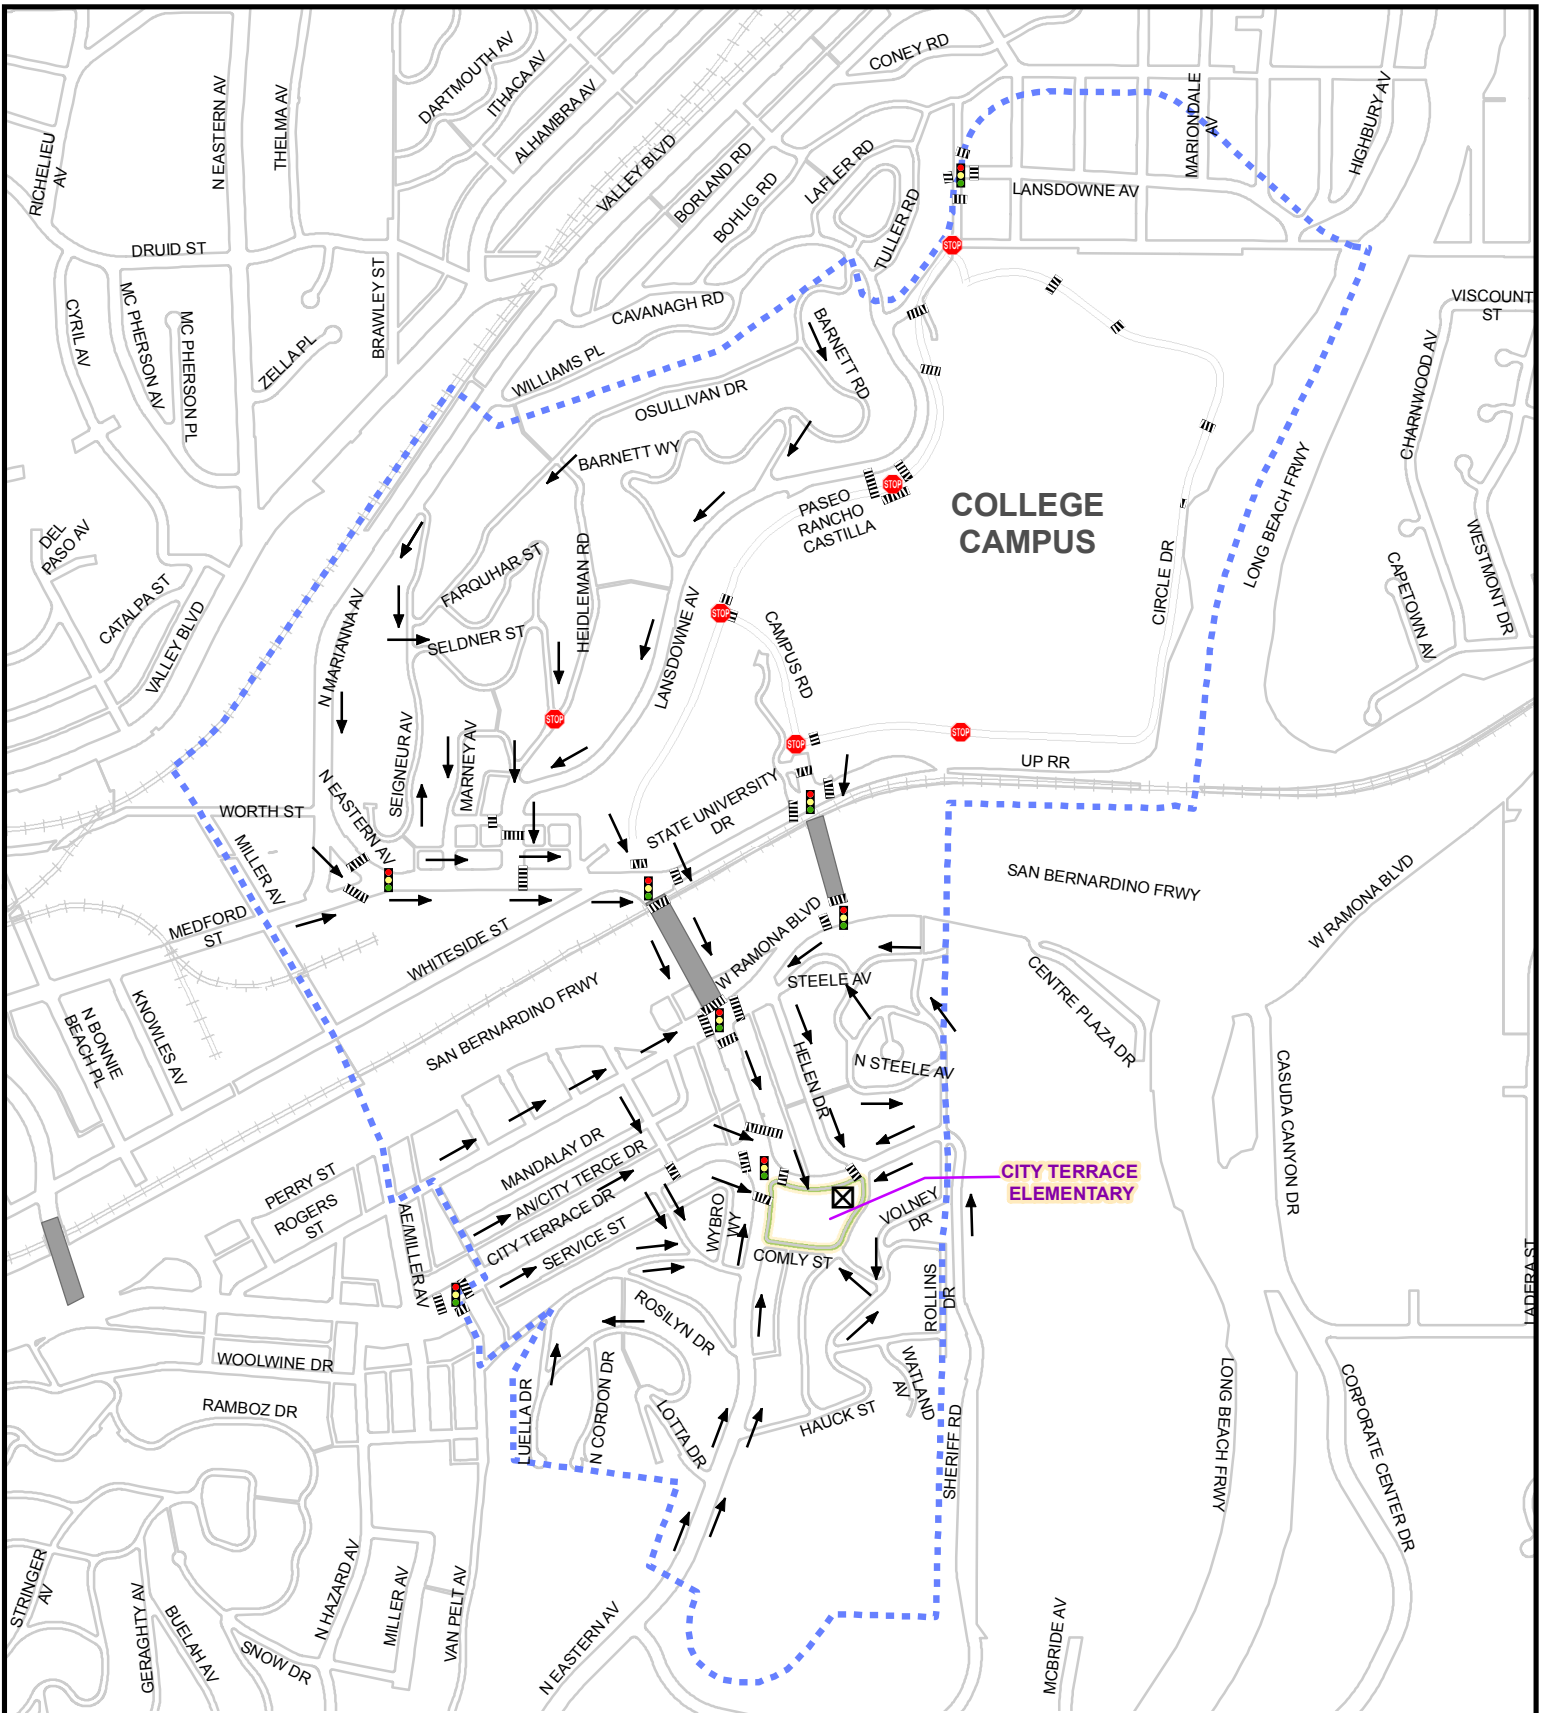 CONEY RD
DARTMOUTH AV
ITHACA AV
ALHAMBRA AV
N EASTERN AV
THELMA AV
RICHELIEU
AV
VALLEY BLVD
BORLAND RD
BOHLIG RD
LAFLER RD
TULLER RD
MARIONDALE
AV
HIGHBURY AV
LANSDOWNE AV
STOP
DRUID ST
CYRIL AV
MC PHERSON AV
MC PHERSON PL
ZELLA PL
BRAWLEY ST
CAVANAGH RD
WILLIAMS PL
OSULLIVAN DR
BARNETT RD
BARNETT WY
VISCOUNT
ST
CHARNWOOD AV
WESTMONT DR
CAPETOWN AV
LONG BEACH FRWY
CIRCLE DR
COLLEGE
CAMPUS
STOP
PASEO
RANCHO
CASTILLA
DEL
PASO AV
CATALPA ST
VALLEY BLVD
N MARIANNA AV
FARQUHAR ST
SELDNER ST
HEIDLEMAN RD
LANSDOWNE AV
STOP
CAMPUS RD
STOP
STOP
STOP
UP RR
SEIGNEUR AV
MARNEY AV
N EASTERN AV
WORTH ST
MILLER AV
MEDFORD
ST
STATE UNIVERSITY
DR
WHITESIDE ST
SAN BERNARDINO FRWY
SAN BERNARDINO FRWY
W RAMONA BLVD
W RAMONA BLVD
STEELE AV
N STEELE AV
HELEN DR
CENTRE PLAZA DR
CASUDA CANYON DR
KNOWLES AV
N BONNIE
BEACH PL
PERRY ST
ROGERS
ST
MANDALAY DR
AN/CITY TERCE DR
CITY TERRACE DR
SERVICE ST
AE/MILLER AV
WYBRO
WY
CITY TERRACE
ELEMENTARY
VOLNEY
DR
COMLY ST
ROLLINS
DR
ROSILYN DR
WATLAND
AV
HAUCK ST
LUELLA DR
N CORDON DR
LOTTA DR
SHERIFF RD
LADERA ST
LONG BEACH FRWY
CORPORATE CENTER DR
WOOLWINE DR
RAMBOZ DR
STRINGER
AV
GERAGHTY AV
BUELAH AV
SNOW DR
N HAZARD AV
MILLER AV
VAN PELT AV
N EASTERN AV
MCBRIDE AV